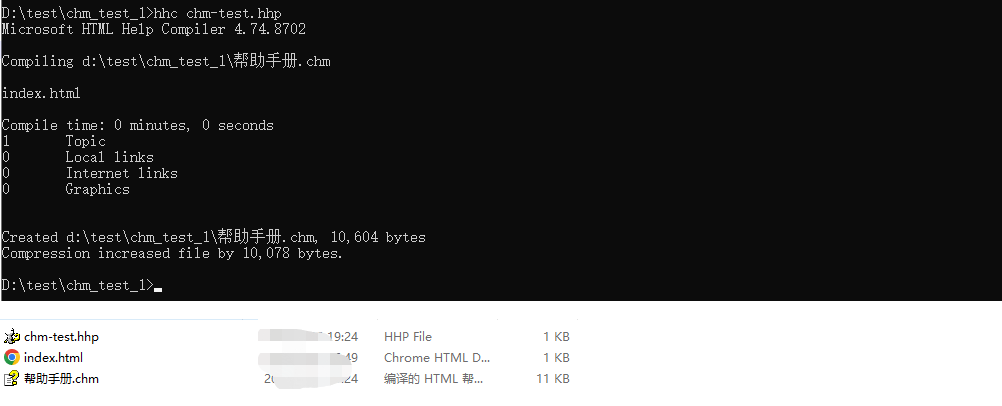 D:\test\chm_test_1>hhc chm-test.hhp
Microsoft HTML Help Compiler 4.74.8702
Compiling d:\test\chm_test_1\帮助手册.chm
index.html
Compile time: 0 minutes, 0 seconds
1 Topic
0 Local links
0 Internet links
0 Graphics
Created d:\test\chm_test_1\帮助手册.chm, 10,604 bytes
Compression increased file by 10,078 bytes.
D:\test\chm_test_1>
chm-test.hhp 19:24 HHP File 1 KB
index.html 49 Chrome HTML D... 1 KB
帮助手册.chm 24 编译的 HTML 帮... 11 KB